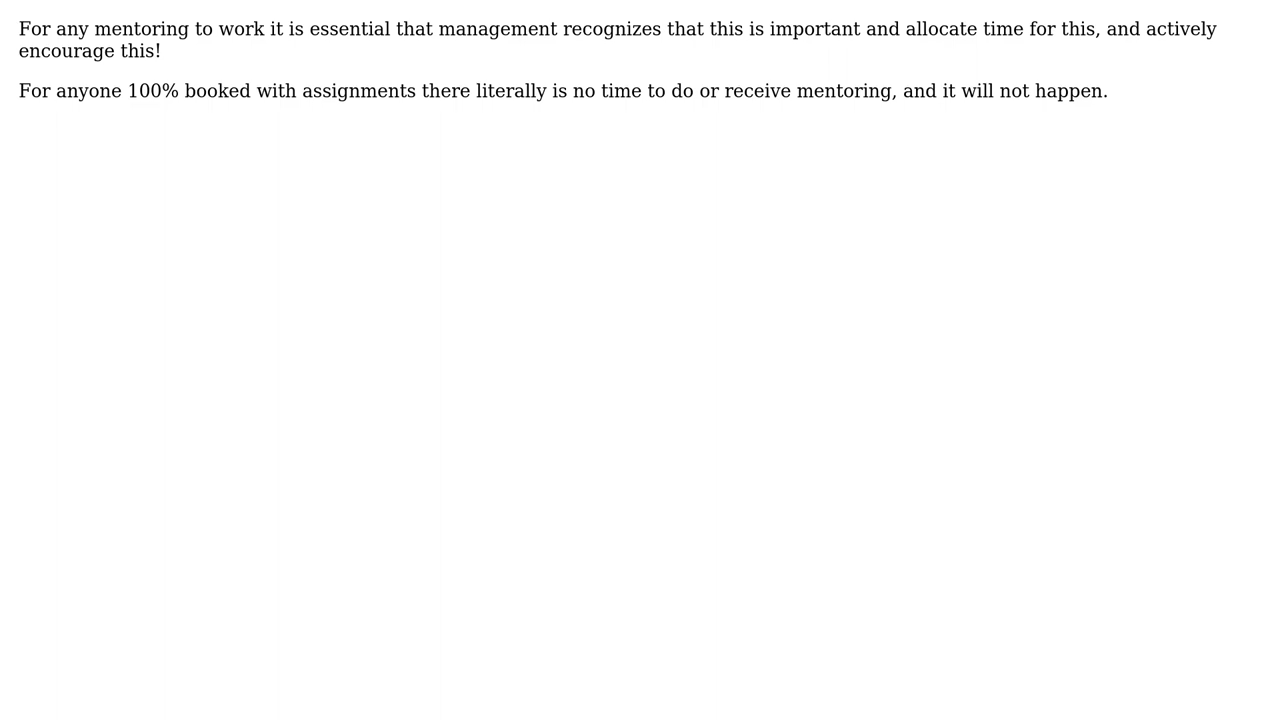 For any mentoring to work it is essential that management recognizes that this is important and allocate time for this, and actively
encourage this!
For anyone 100% booked with assignments there literally is no time to do or receive mentoring, and it will not happen.